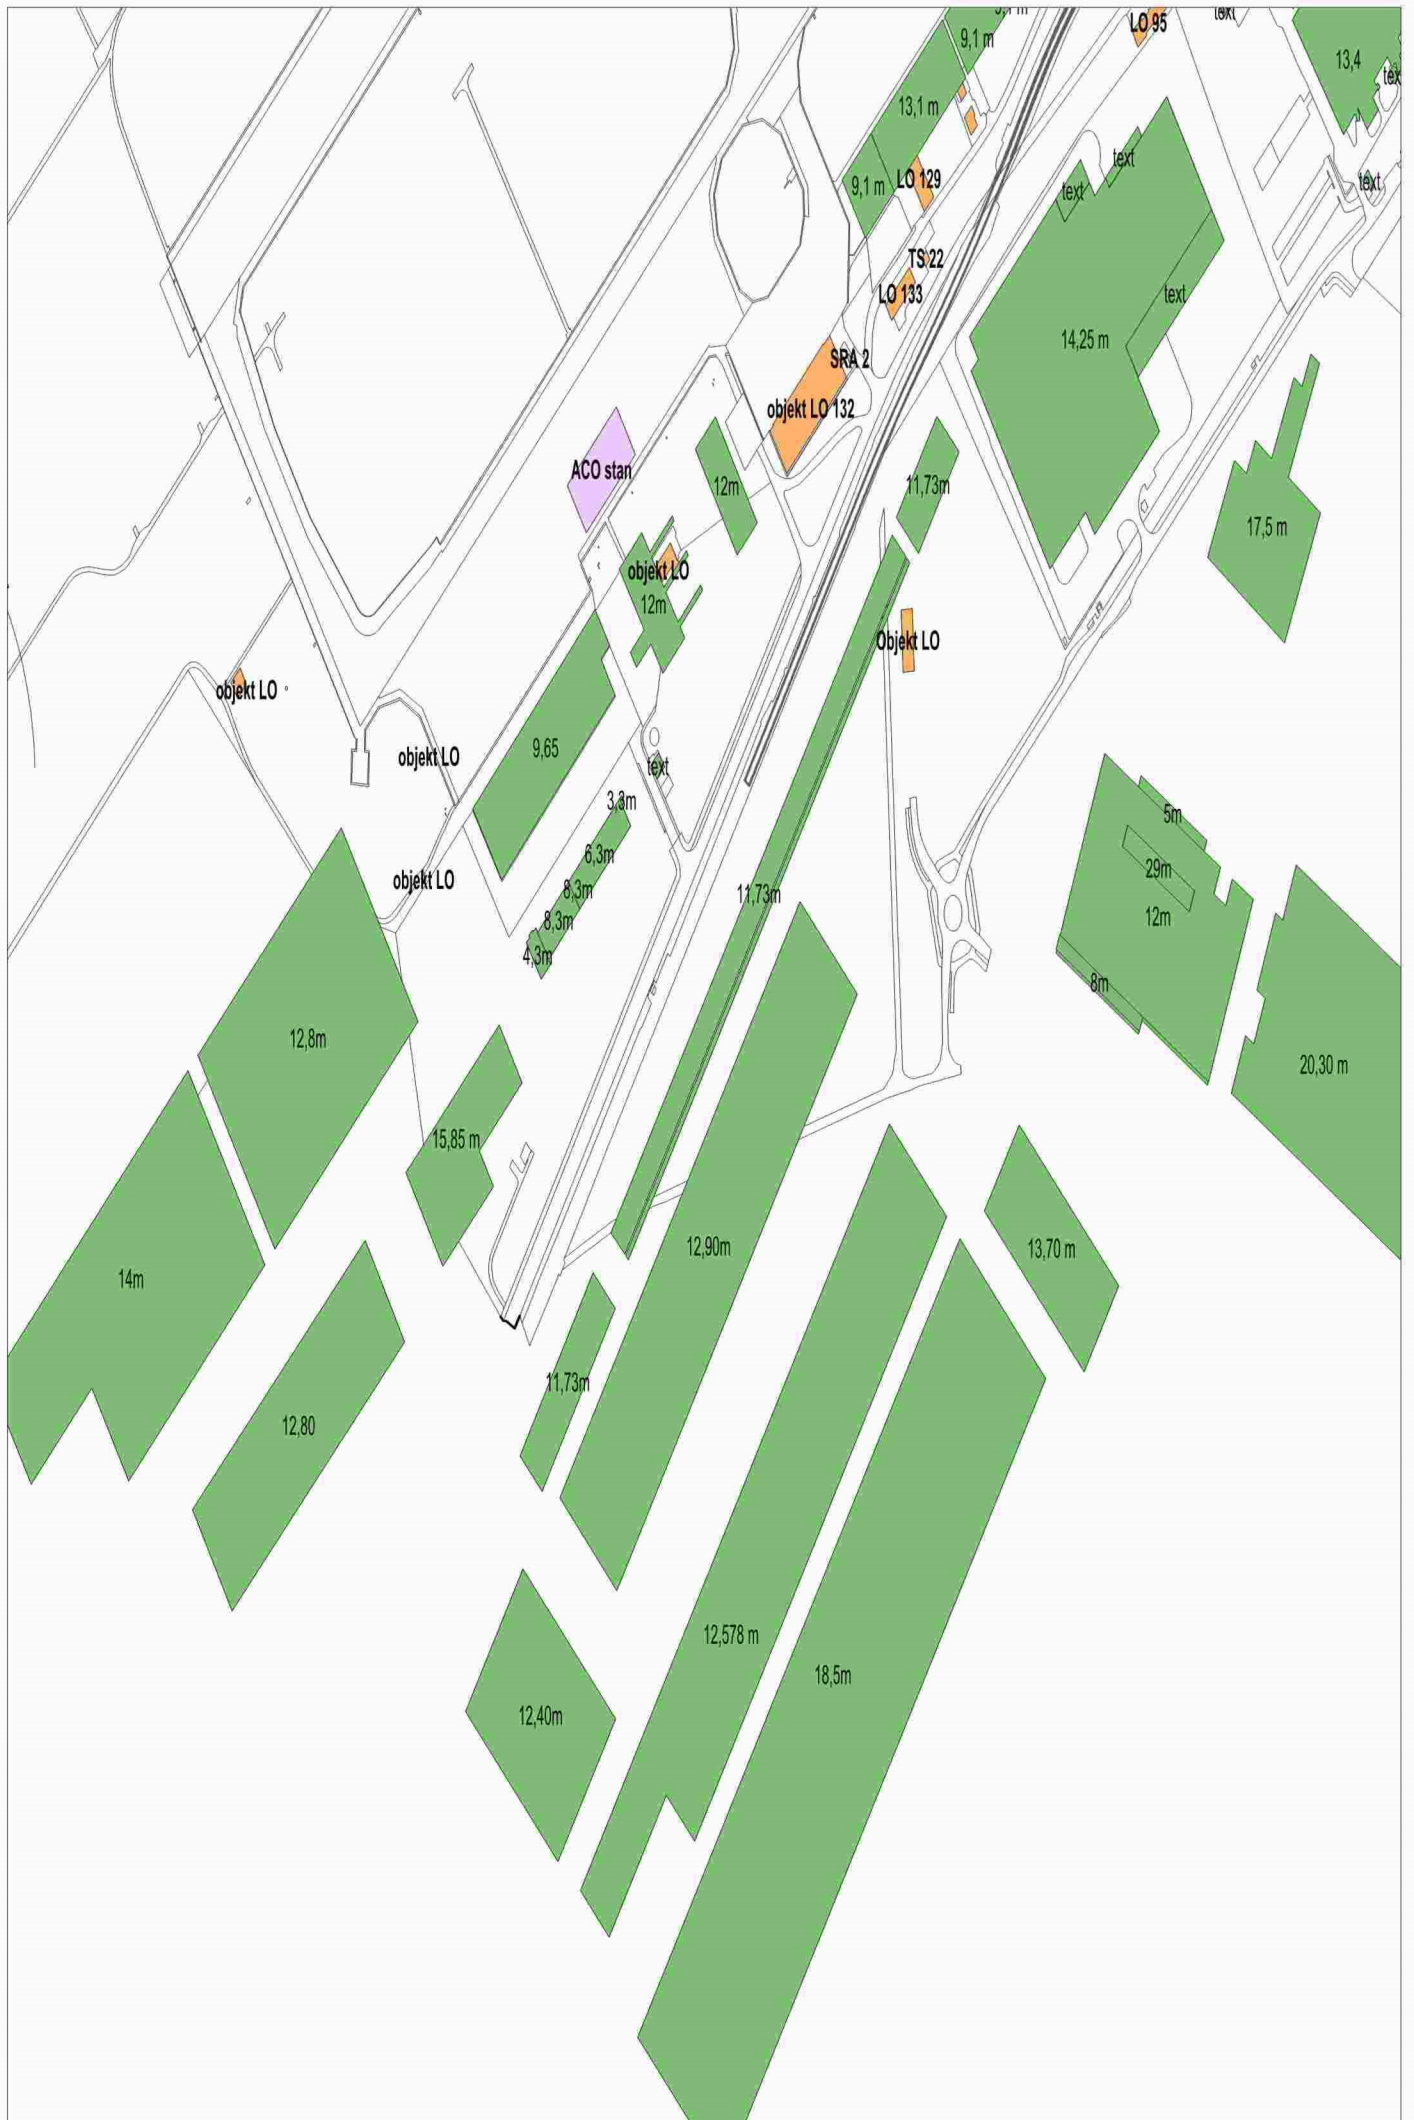 LO 95
text
9,1 m
13,4
text
13,1 m
text
text
text
9,1 m
LO 129
TS 22
LO 133
text
14,25 m
SRA 2
objekt LO 132
ACO stan
12m
11,73m
17,5 m
objekt LO
12m
Objekt LO
objekt LO
9,65
objekt LO
text
3,3m
5m
6,3m
29m
8,3m
objekt LO
11,73m
8,3m
12m
4,3m
8m
12,8m
20,30 m
15,85 m
12,90m
13,70 m
14m
11,73m
12,80
12,578 m
18,5m
12,40m